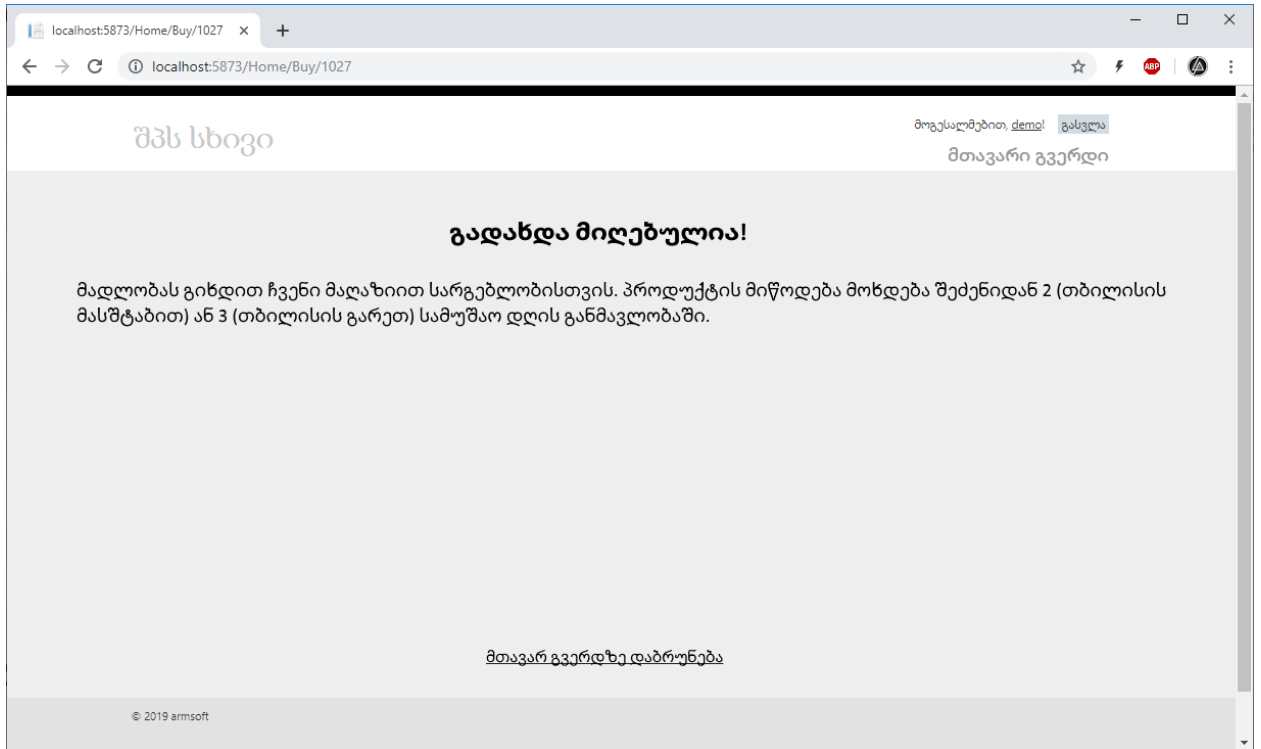 localhost:5873/Home/Buy/1027
localhost:5873/Home/Buy/1027
ABP
შპს სხივი
მოგესალმებით, demo! გასვლა
მთავარი გვერდი
გადახდა მიღებულია!
მადლობას გიხდით ჩვენი მაღაზიით სარგებლობისთვის. პროდუქტის მიწოდება მოხდება შეძენიდან 2 (თბილისის
მასშტაბით) ან 3 (თბილისის გარეთ) სამუშაო დღის განმავლობაში.
მთავარ გვერდზე დაბრუნება
© 2019 armsoft